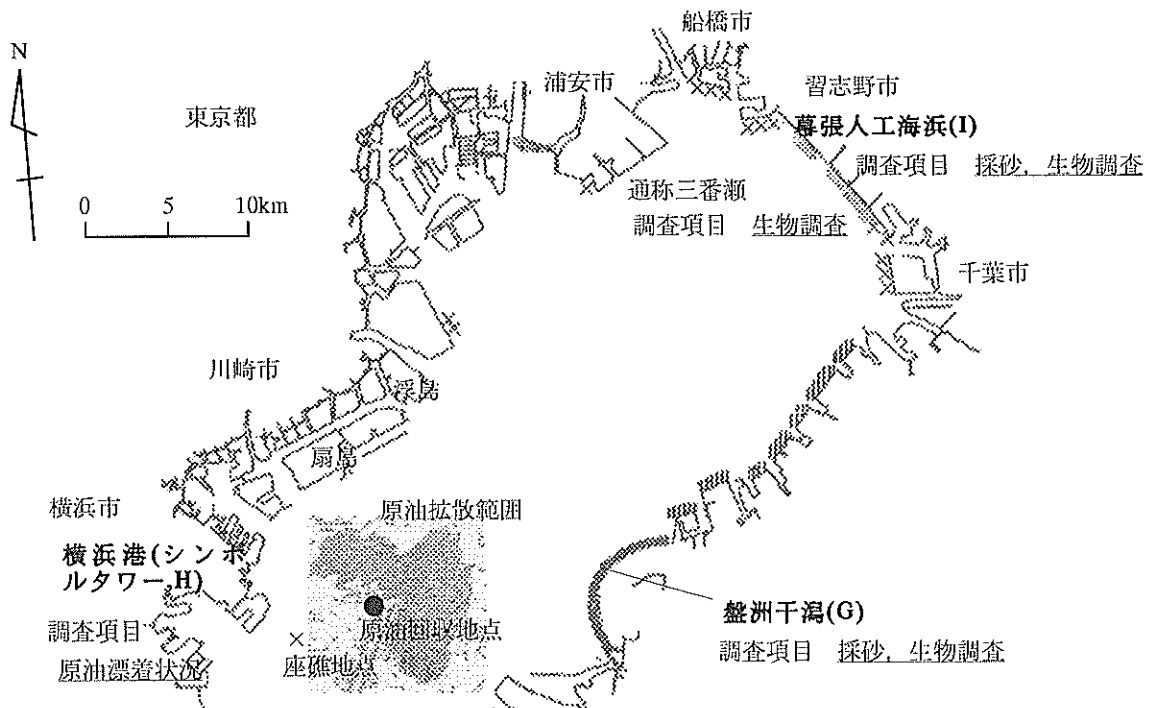 船橋市
N
浦安市
習志野市
東京都
幕張人工海浜(I)
調査項目 採砂，生物調査
0 5 10km
通称三番瀬
調査項目 生物調査
千葉市
川崎市
浮島
扇島
横浜市
原油拡散範囲
横浜港(シンボ
ルタワー,H)
盤洲干潟(G)
原油回収地点
調査項目
座礁地点
調査項目 採砂，生物調査
原油漂着状況